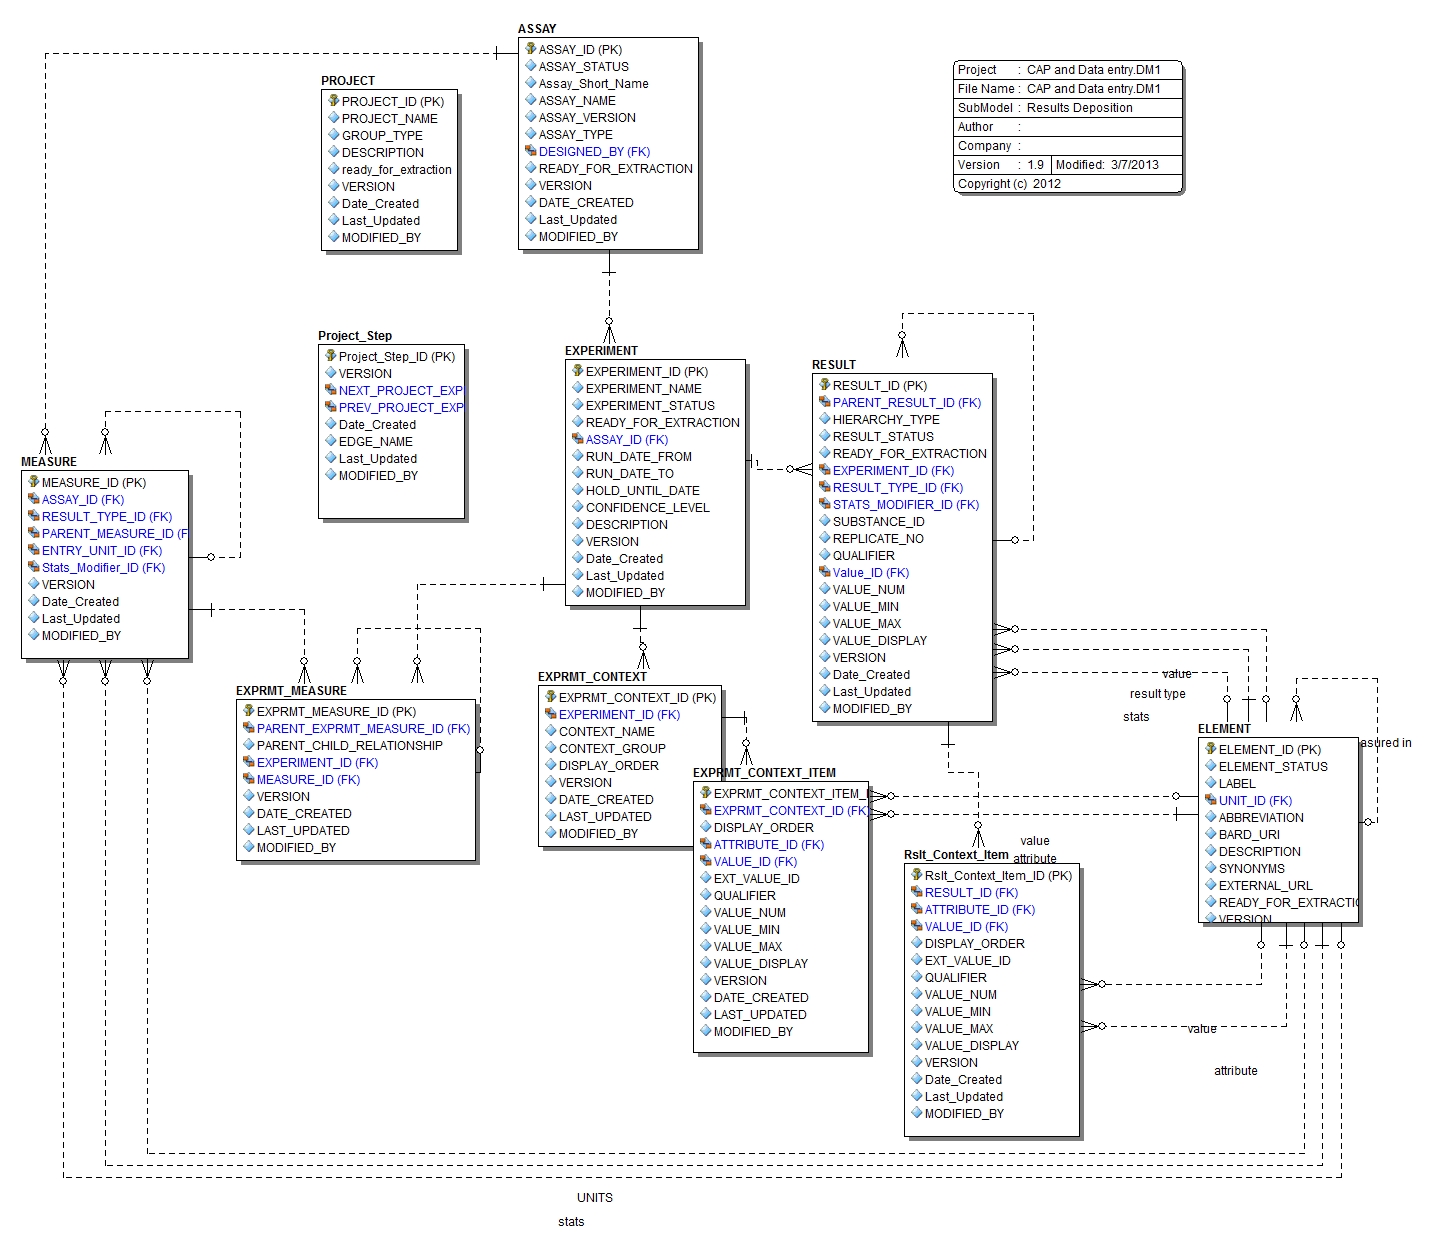 ASSAY
ASSAY_ID (PK)
ASSAY_STATUS
Assay_Short_Name
ASSAY_NAME
ASSAY_VERSION
ASSAY_TYPE
DESIGNED_BY (FK)
READY_FOR_EXTRACTION
VERSION
DATE_CREATED
Last_Updated
MODIFIED_BY
PROJECT
PROJECT_ID (PK)
PROJECT_NAME
GROUP_TYPE
DESCRIPTION
ready_for_extraction
VERSION
Date_Created
Last_Updated
MODIFIED_BY
Project : CAP and Data entry.DM1
File Name : CAP and Data entry.DM1
SubModel : Results Deposition
Author :
Company :
Version : 1.9 Modified: 3/7/2013
Copyright (c) 2012
Project_Step
Project_Step_ID (PK)
VERSION
NEXT_PROJECT_EXP
PREV_PROJECT_EXP
Date_Created
EDGE_NAME
Last_Updated
MODIFIED_BY
EXPERIMENT
EXPERIMENT_ID (PK)
EXPERIMENT_NAME
EXPERIMENT_STATUS
READY_FOR_EXTRACTION
ASSAY_ID (FK)
RUN_DATE_FROM
RUN_DATE_TO
HOLD_UNTIL_DATE
CONFIDENCE_LEVEL
DESCRIPTION
VERSION
Date_Created
Last_Updated
MODIFIED_BY
RESULT
RESULT_ID (PK)
PARENT_RESULT_ID (FK)
HIERARCHY_TYPE
RESULT_STATUS
READY_FOR_EXTRACTION
EXPERIMENT_ID (FK)
RESULT_TYPE_ID (FK)
STATS_MODIFIER_ID (FK)
SUBSTANCE_ID
REPLICATE_NO
QUALIFIER
Value_ID (FK)
VALUE_NUM
VALUE_MIN
VALUE_MAX
VALUE_DISPLAY
VERSION
Date_Created
Last_Updated
MODIFIED_BY
MEASURE
MEASURE_ID (PK)
ASSAY_ID (FK)
RESULT_TYPE_ID (FK)
PARENT_MEASURE_ID (F
ENTRY_UNIT_ID (FK)
Stats_Modifier_ID (FK)
VERSION
Date_Created
Last_Updated
MODIFIED_BY
EXPRMT_MEASURE
EXPRMT_MEASURE_ID (PK)
PARENT_EXPRMT_MEASURE_ID (FK)
PARENT_CHILD_RELATIONSHIP
EXPERIMENT_ID (FK)
MEASURE_ID (FK)
VERSION
DATE_CREATED
LAST_UPDATED
MODIFIED_BY
EXPRMT_CONTEXT
EXPRMT_CONTEXT_ID (PK)
EXPERIMENT_ID (FK)
CONTEXT_NAME
CONTEXT_GROUP
DISPLAY_ORDER
VERSION
DATE_CREATED
LAST_UPDATED
MODIFIED_BY
value
result type
stats
EXPRMT_CONTEXT_ITEM
EXPRMT_CONTEXT_ITEM_I
EXPRMT_CONTEXT_ID (FK
DISPLAY_ORDER
ATTRIBUTE_ID (FK)
VALUE_ID (FK)
EXT_VALUE_ID
QUALIFIER
VALUE_NUM
VALUE_MIN
VALUE_MAX
VALUE_DISPLAY
VERSION
DATE_CREATED
LAST_UPDATED
MODIFIED_BY
ELEMENT
asured in
ELEMENT_ID (PK)
ELEMENT_STATUS
LABEL
UNIT_ID (FK)
ABBREVIATION
BARD_URI
DESCRIPTION
SYNONYMS
EXTERNAL_URL
READY_FOR_EXTRACTIO
VERSION
value
attribute
Rslt_Context_Item
Rslt_Context_Item_ID (PK)
RESULT_ID (FK)
ATTRIBUTE_ID (FK)
VALUE_ID (FK)
DISPLAY_ORDER
EXT_VALUE_ID
QUALIFIER
VALUE_NUM
VALUE_MIN
VALUE_MAX
VALUE_DISPLAY
VERSION
Date_Created
Last_Updated
MODIFIED_BY
value
attribute
UNITS
stats